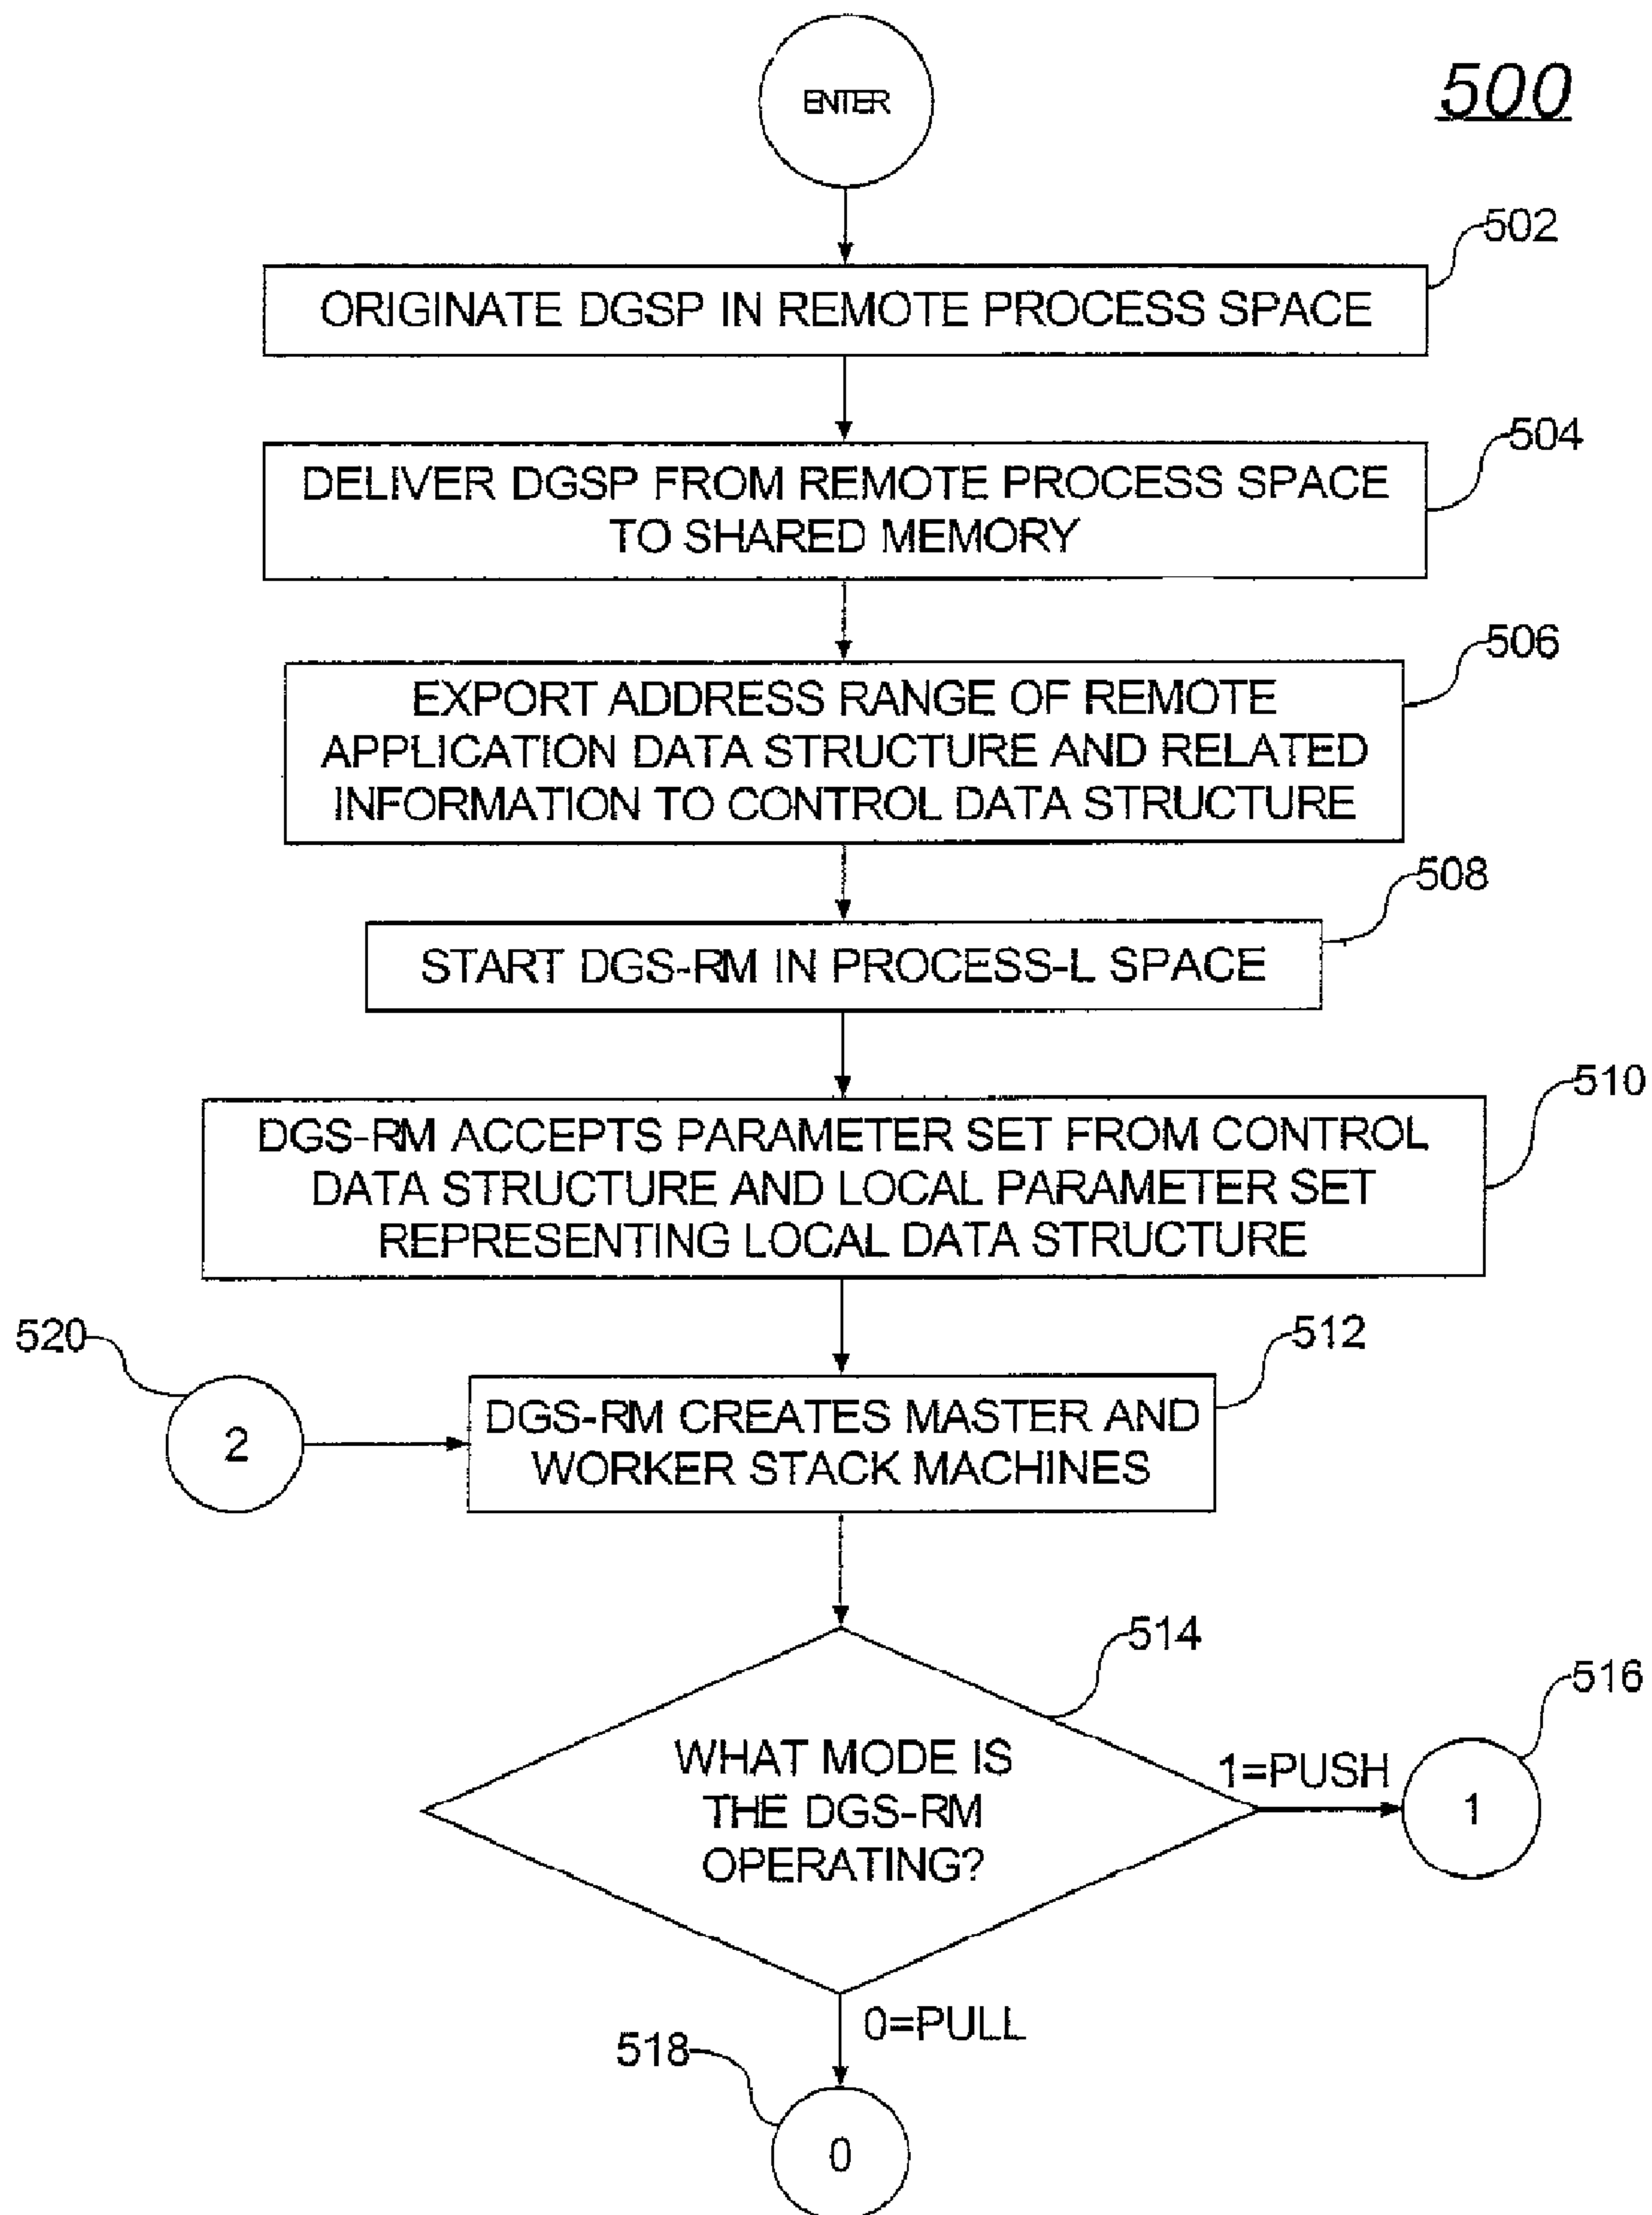 ENTER
500
502
ORIGINATE DGSP IN REMOTE PROCESS SPACE
504
DELIVER DGSP FROM REMOTE PROCESS SPACE
TO SHARED MEMORY
506
EXPORT ADDRESS RANGE OF REMOTE
APPLICATION DATA STRUCTURE AND RELATED
INFORMATION TO CONTROL DATA STRUCTURE
508
START DGS-RM IN PROCESS-L SPACE
510
DGS-RM ACCEPTS PARAMETER SET FROM CONTROL
DATA STRUCTURE AND LOCAL PARAMETER SET
REPRESENTING LOCAL DATA STRUCTURE
520
2
512
DGS-RM CREATES MASTER AND
WORKER STACK MACHINES
514
WHAT MODE IS
THE DGS-RM
OPERATING?
1=PUSH
516
1
0=PULL
518
0